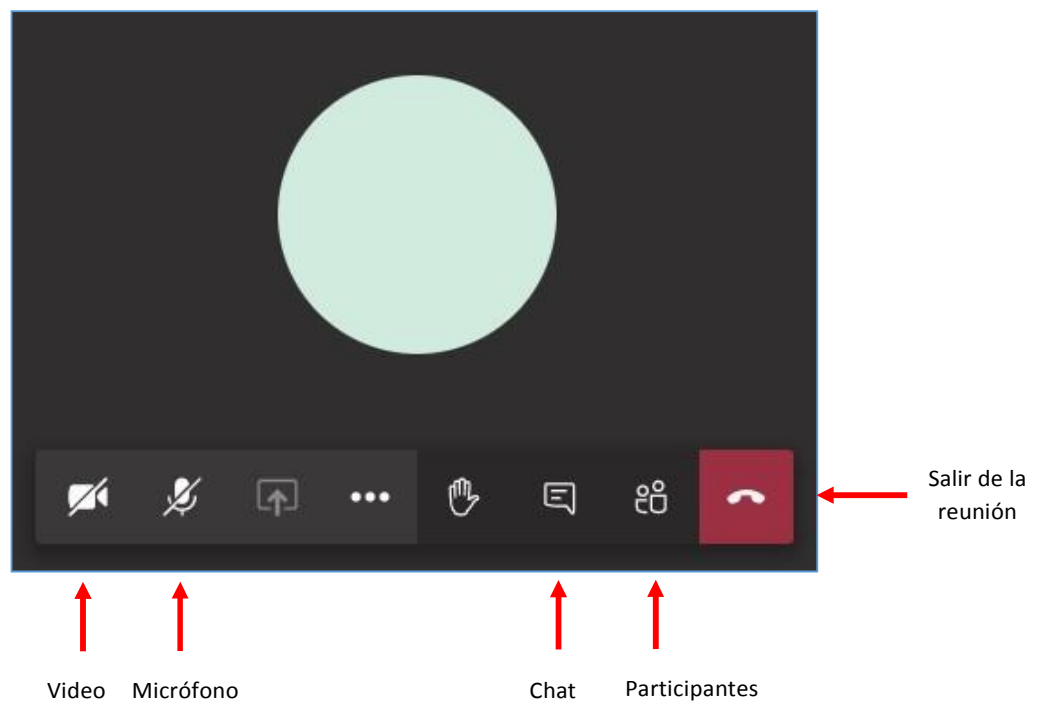 Salir de la
reunión
Video
Micrófono
Chat
Participantes